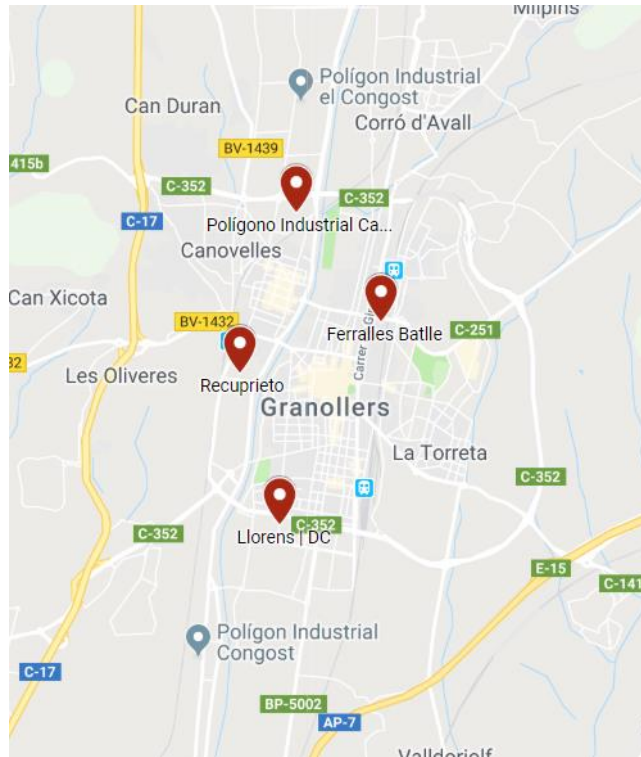 Milpins
Polígon Industrial
el Congost
Can Duran
Corró d'Avall
BV-1439
415b
C-352
C-352
C-17
Polígono Industrial Ca...
Canovelles
Can Xicota
BV-1432
Ferralles Batlle
C-251
Les Oliveres
Recuprieto
Granollers
La Torreta
C-352
C-352
Llorens | DC
C-352
E-15
C-141
Polígon Industrial
Congost
C-17
BP-5002
AP-7